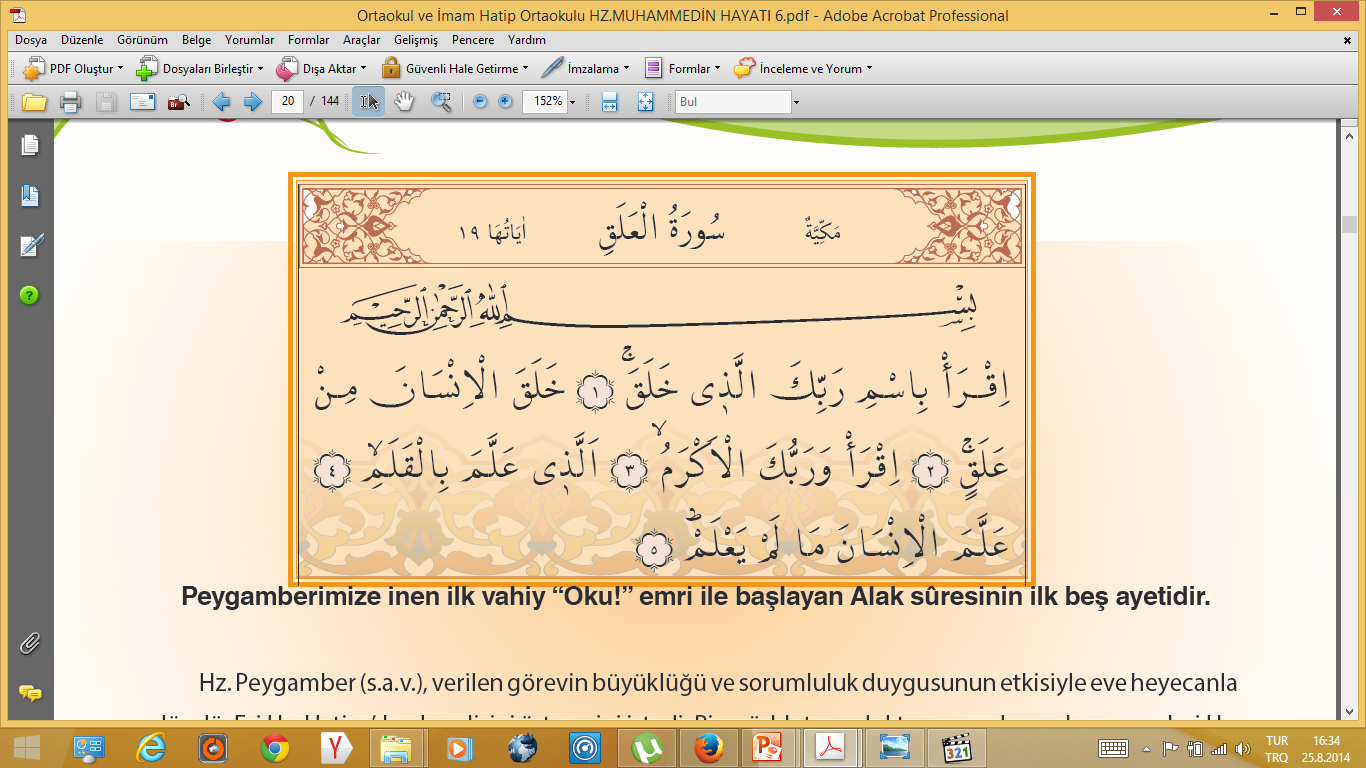 Ortaokul ve İmam Hatip Ortaokulu HZ.MUHAMMEDİN HAYATI 6.pdf - Adobe Acrobat Professional
Dosya Düzenle Görünüm Belge Yorumlar Formlar Araçlar Gelişmiş Pencere Yardım
PDF Oluştur Dosyaları Birleştir Dışa Aktar Güvenli Hale Getirme İmzalama Formlar İnceleme ve Yorum
20 / 144 152% Bul
مَكِّيَّةٌ سُورَةُ الْعَلَقِ اٰيَاتُهَا ١٩
بِسْمِ اللّٰهِ الرَّحْمٰنِ الرَّحِيمِ
اِقْرَأْ بِاسْمِ رَبِّكَ الَّذ۪ى خَلَقَۚ ١ خَلَقَ الْاِنْسَانَ مِنْ
عَلَقٍۚ ٢ اِقْرَأْ وَرَبُّكَ الْاَكْرَمُۙ ٣ اَلَّذ۪ى عَلَّمَ بِالْقَلَمِۙ ٤
عَلَّمَ الْاِنْسَانَ مَا لَمْ يَعْلَمْۜ ٥
Peygamberimize inen ilk vahiy “Oku!” emri ile başlayan Alak sûresinin ilk beş ayetidir.
Hz. Peygamber (s.a.v.), verilen görevin büyüklüğü ve sorumluluk duygusunun etkisiyle eve heyecanla
TUR 16:34
TRQ 25.8.2014